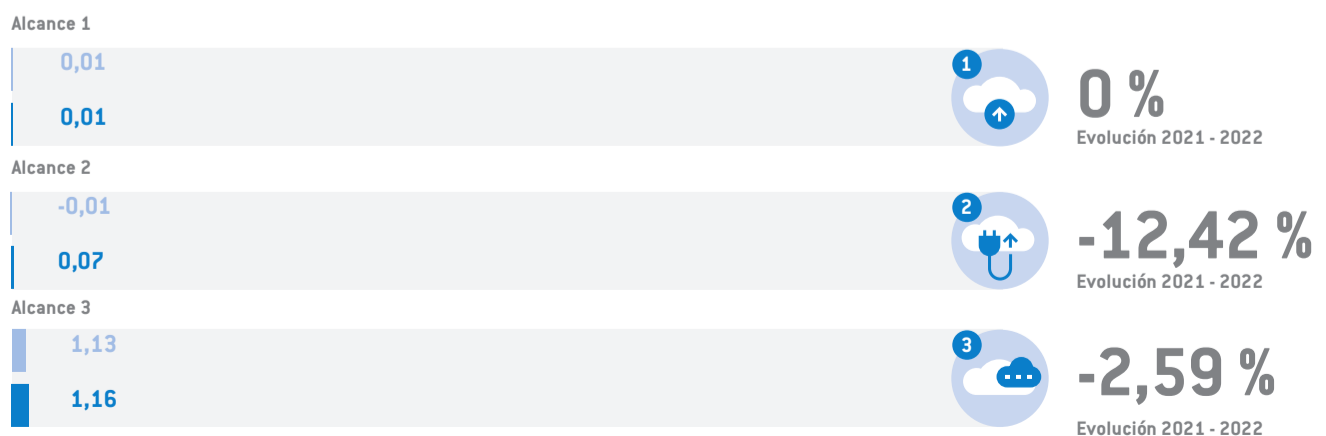 Alcance 1
0,01
0,01
1
0 %
Evolución 2021 - 2022
Alcance 2
-0,01
0,07
2
-12,42 %
Evolución 2021 - 2022
Alcance 3
1,13
1,16
3
-2,59 %
Evolución 2021 - 2022